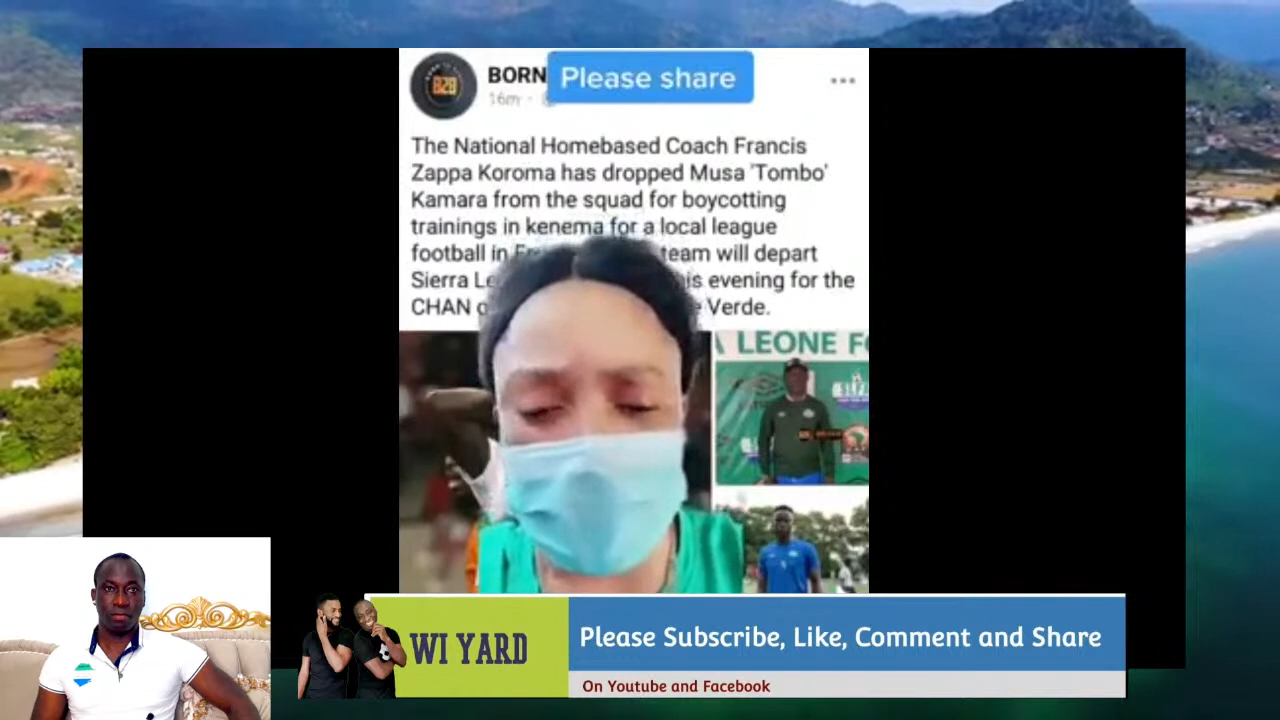 BORN
Please share
16m
The National Homebased Coach Francis
Zappa Koroma has dropped Musa 'Tombo'
Kamara from the squad for boycotting
trainings in kenema for a local league
football in team will depart
Sierra evening for the
CHAN Verde.
LEONE
WI YARD
Please Subscribe, Like, Comment and Share
On Youtube and Facebook